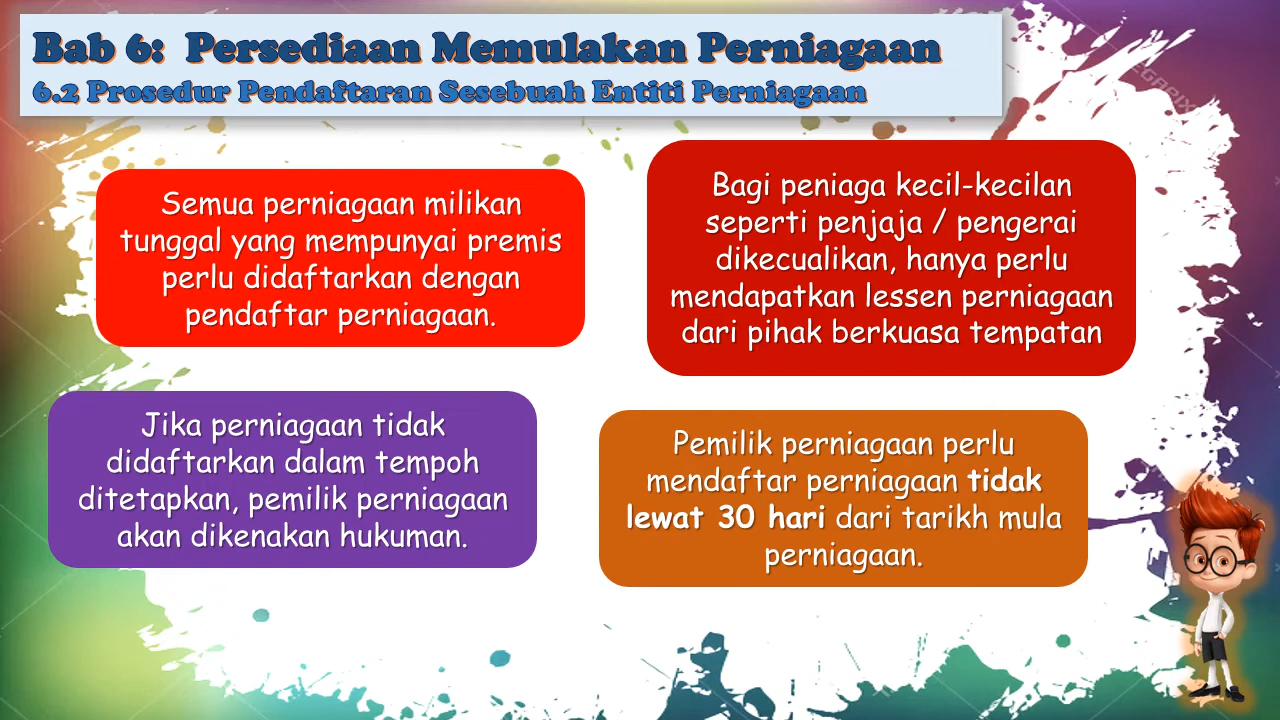 Bab 6: Persediaan Memulakan Perniagaan
6.2 Prosedur Pendaftaran Sesebuah Entiti Perniagaan
Semua perniagaan milikan
tunggal yang mempunyai premis
perlu didaftarkan dengan
pendaftar perniagaan.
Bagi peniaga kecil-kecilan
seperti penjaja / pengerai
dikecualikan, hanya perlu
mendapatkan lessen perniagaan
dari pihak berkuasa tempatan
Jika perniagaan tidak
didaftarkan dalam tempoh
ditetapkan, pemilik perniagaan
akan dikenakan hukuman.
Pemilik perniagaan perlu
mendaftar perniagaan tidak
lewat 30 hari dari tarikh mula
perniagaan.